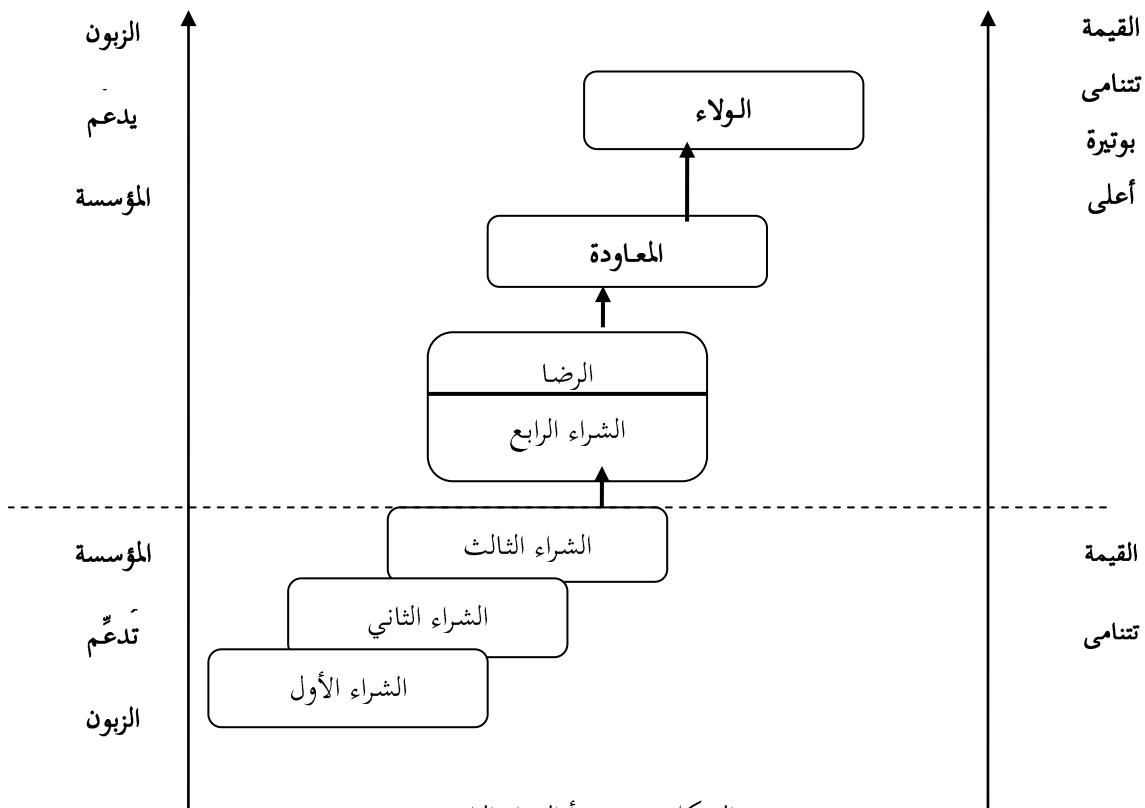 الزبون
يدعم
المؤسسة
القيمة
تتنامى
بوتيرة
أعلى
الولاء
المعاودة
الرضا
الشراء الرابع
الشراء الثالث
الشراء الثاني
الشراء الأول
المؤسسة
تُدعِّم
الزبون
القيمة
تتنامى